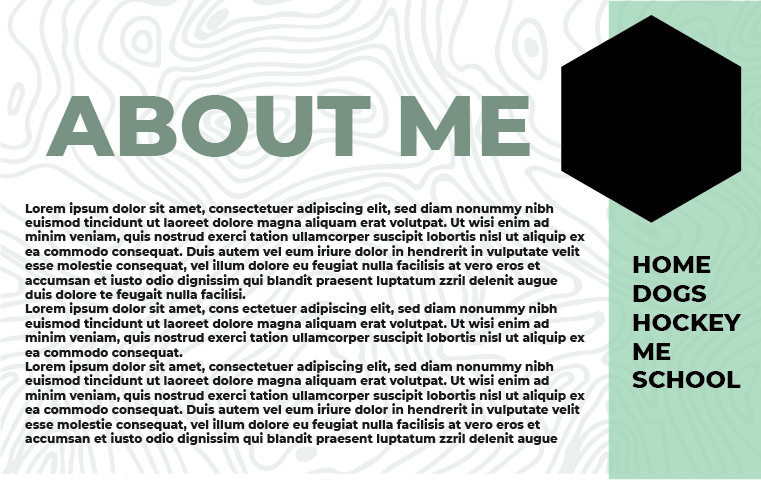 ABOUT ME
Lorem ipsum dolor sit amet, consectetuer adipiscing elit, sed diam nonummy nibh
euismod tincidunt ut laoreet dolore magna aliquam erat volutpat. Ut wisi enim ad
minim veniam, quis nostrud exerci tation ullamcorper suscipit lobortis nisl ut aliquip ex
ea commodo consequat. Duis autem vel eum iriure dolor in hendrerit in vulputate velit
esse molestie consequat, vel illum dolore eu feugiat nulla facilisis at vero eros et
accumsan et iusto odio dignissim qui blandit praesent luptatum zzril delenit augue
duis dolore te feugait nulla facilisi.
Lorem ipsum dolor sit amet, cons ectetuer adipiscing elit, sed diam nonummy nibh
euismod tincidunt ut laoreet dolore magna aliquam erat volutpat. Ut wisi enim ad
minim veniam, quis nostrud exerci tation ullamcorper suscipit lobortis nisl ut aliquip ex
ea commodo consequat.
Lorem ipsum dolor sit amet, consectetuer adipiscing elit, sed diam nonummy nibh
euismod tincidunt ut laoreet dolore magna aliquam erat volutpat. Ut wisi enim ad
minim veniam, quis nostrud exerci tation ullamcorper suscipit lobortis nisl ut aliquip ex
ea commodo consequat. Duis autem vel eum iriure dolor in hendrerit in vulputate velit
esse molestie consequat, vel illum dolore eu feugiat nulla facilisis at vero eros et
accumsan et iusto odio dignissim qui blandit praesent luptatum zzril delenit augue
HOME
DOGS
HOCKEY
ME
SCHOOL